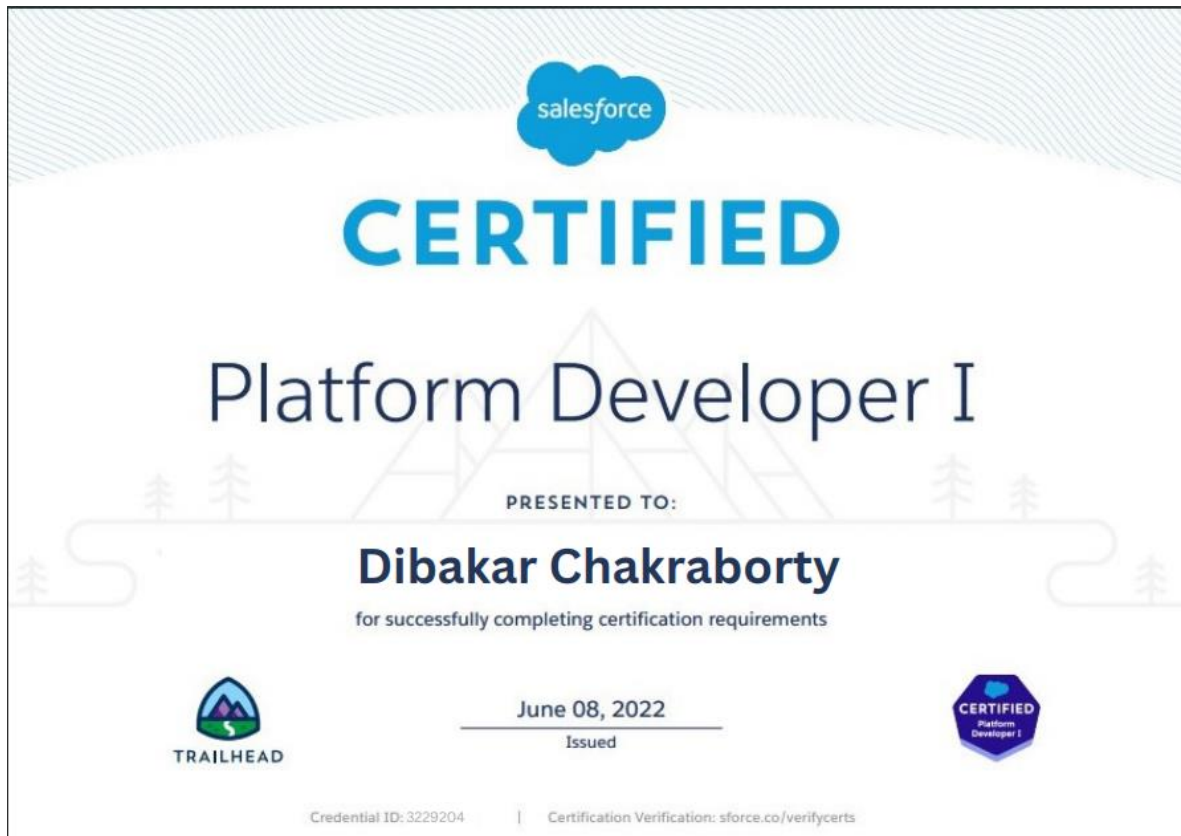 salesforce
CERTIFIED
Platform Developer I
PRESENTED TO:
Dibakar Chakraborty
for successfully completing certification requirements
TRAILHEAD
June 08, 2022
Issued
CERTIFIED
Platform
Developer I
Credential ID: 3229204 | Certification Verification: sforce.co/verifycerts